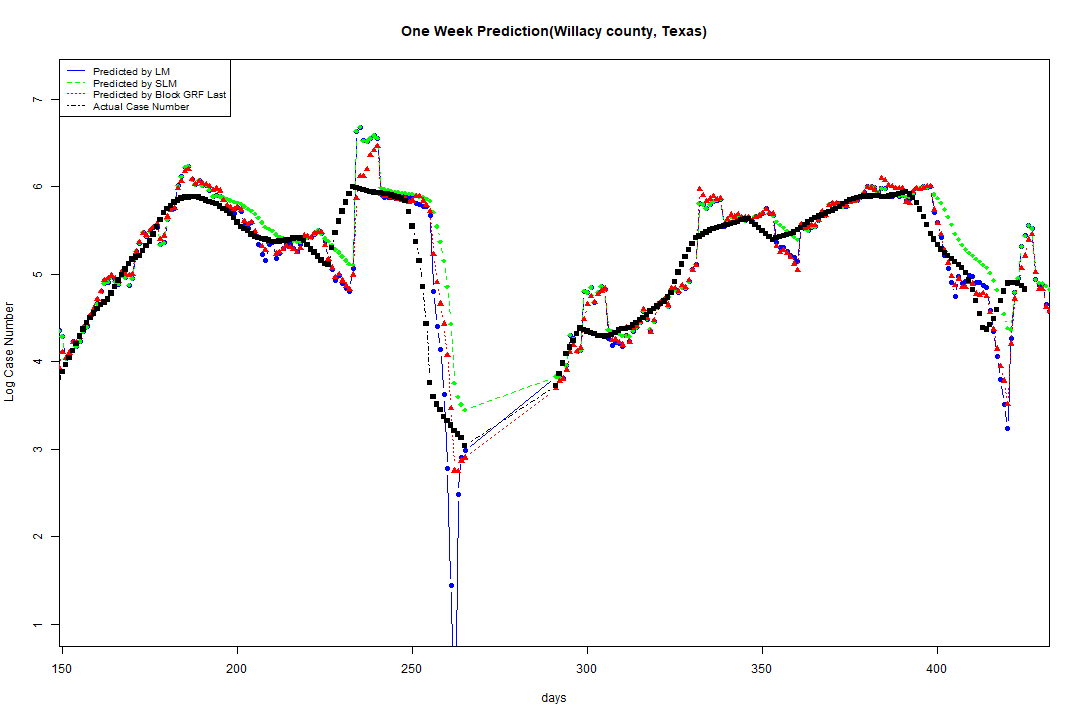 One Week Prediction(Willacy county, Texas)
Predicted by LM
Predicted by SLM
Predicted by Block GRF Last
Actual Case Number
Log Case Number
7
6
5
4
3
2
1
150 200 250 300 350 400
days